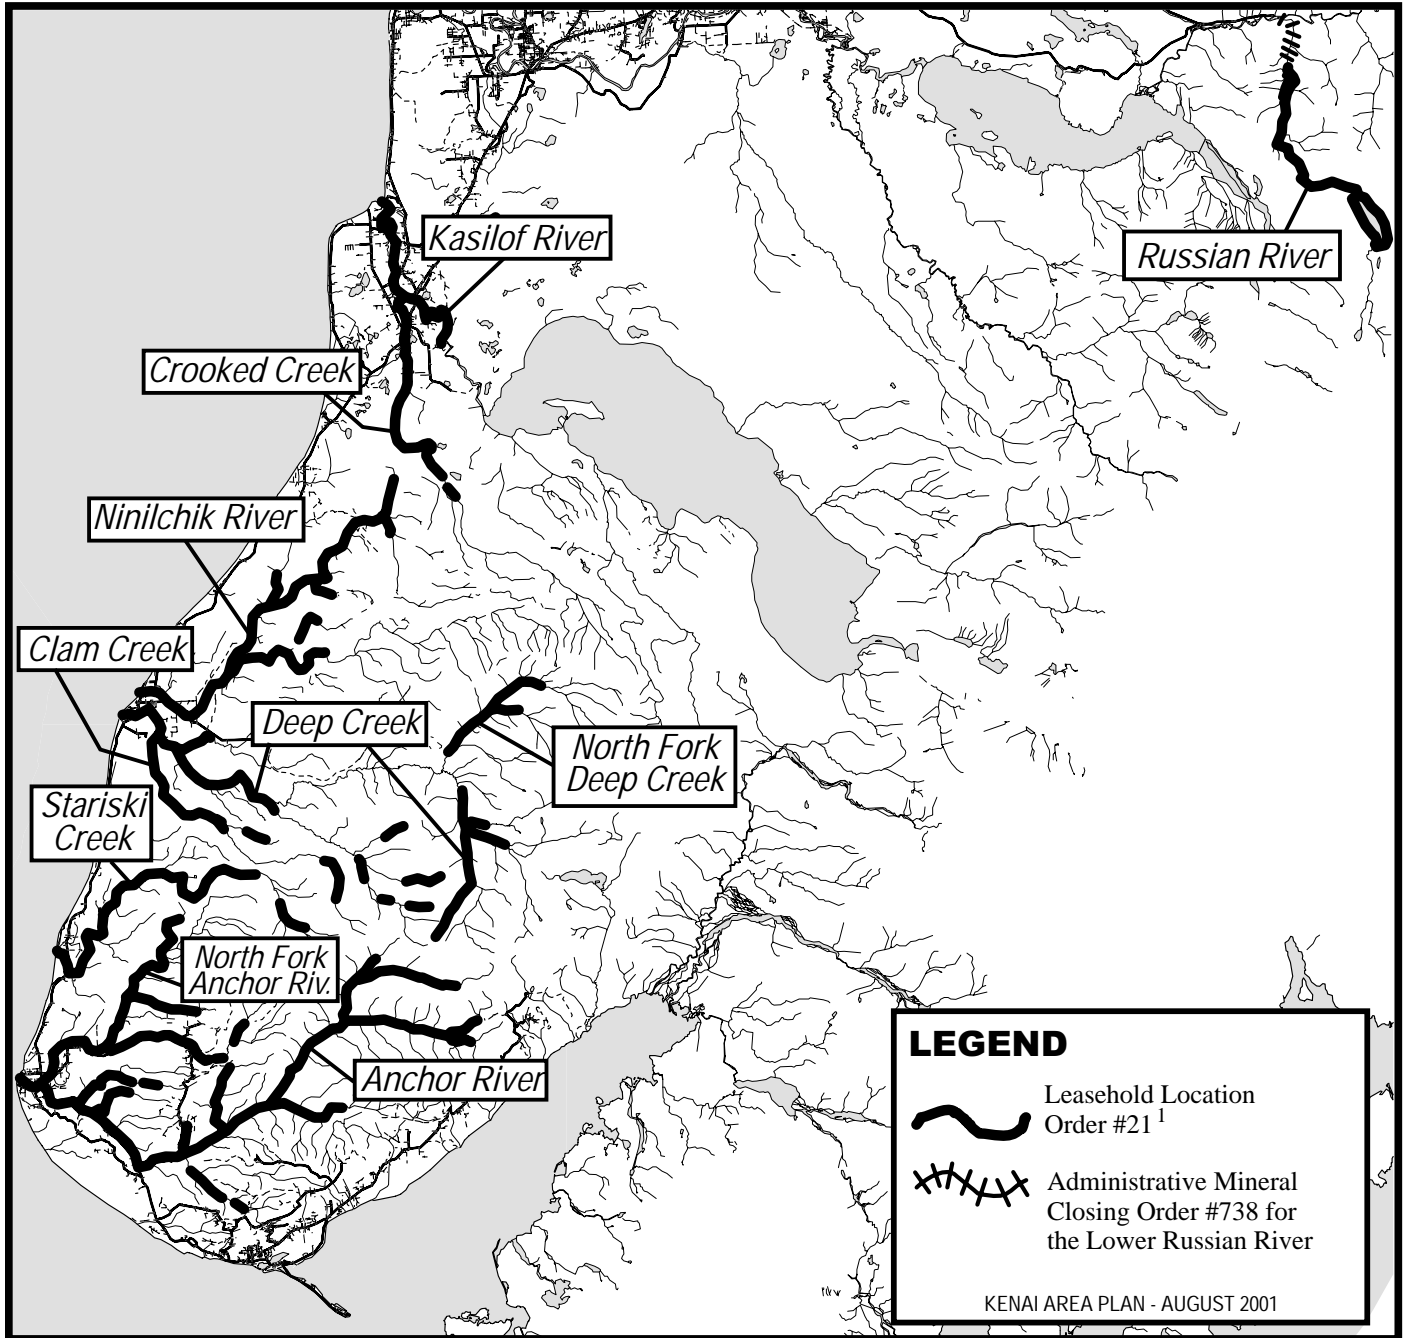 Kasilof River
Russian River
Crooked Creek
Ninilchik River
Clam Creek
Deep Creek
North Fork
Deep Creek
Stariski
Creek
North Fork
Anchor Riv.
Anchor River
LEGEND
Leasehold Location
Order #21 1
Administrative Mineral
Closing Order #738 for
the Lower Russian River
KENAI AREA PLAN - AUGUST 2001